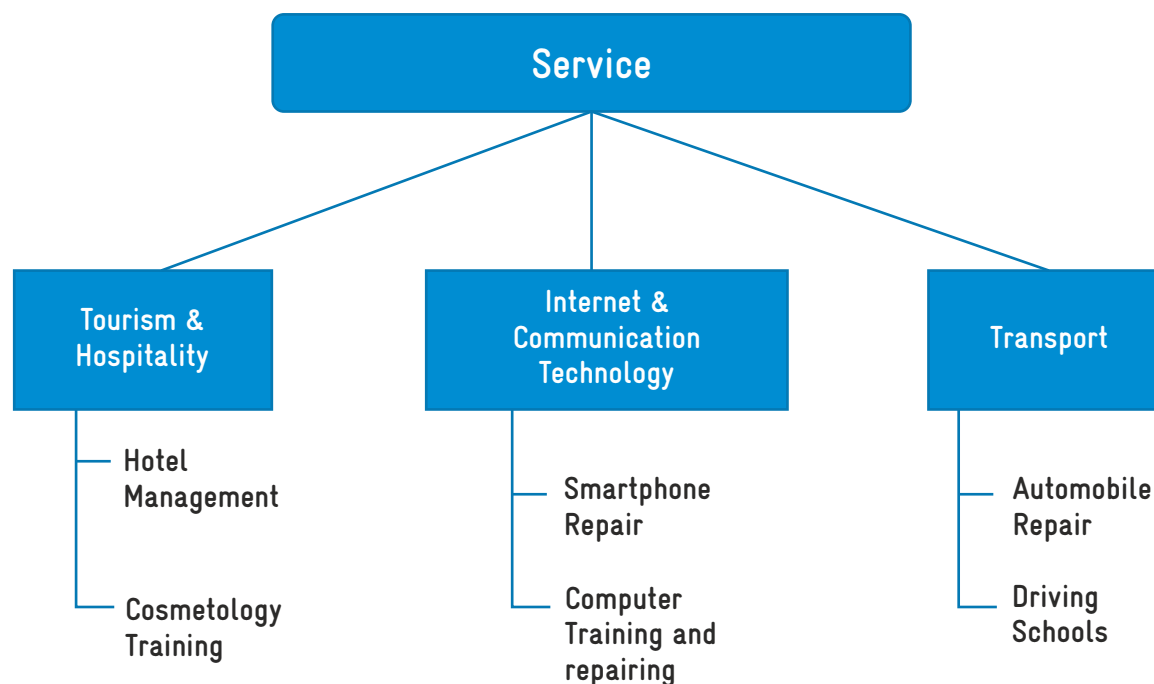 Service
Tourism &
Hospitality
Internet &
Communication
Technology
Transport
Hotel
Management
Cosmetology
Training
Smartphone
Repair
Computer
Training and
repairing
Automobile
Repair
Driving
Schools